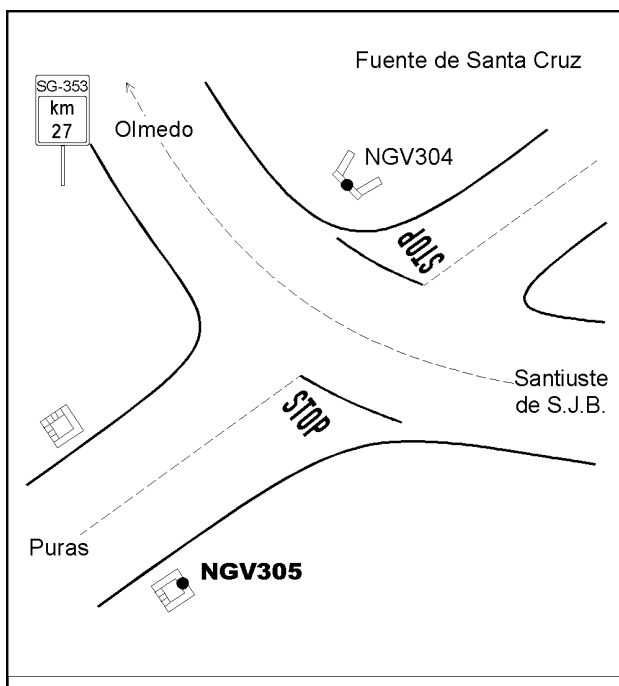 Fuente de Santa Cruz
SG-353
km
27
Olmedo
NGV304
STOP
Santiuste
de S.J.B.
STOP
Puras
NGV305